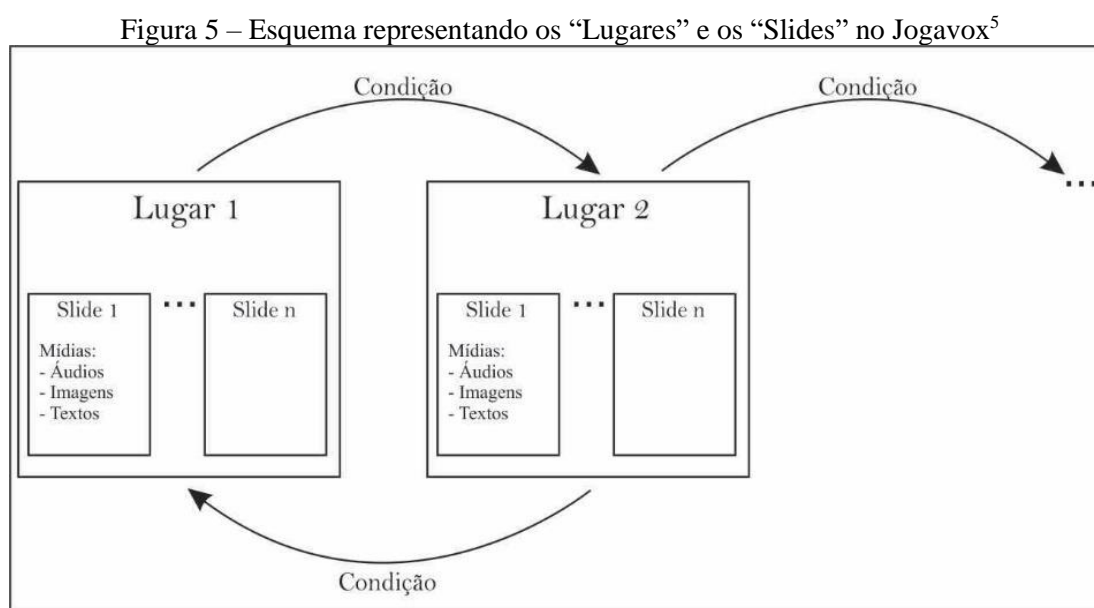 Figura 5 – Esquema representando os “Lugares” e os “Slides” no Jogavox⁵
Condição
Condição
...
Lugar 1
Slide 1
Mídias:
- Áudios
- Imagens
- Textos
...
Slide n
Lugar 2
Slide 1
Mídias:
- Áudios
- Imagens
- Textos
...
Slide n
Condição